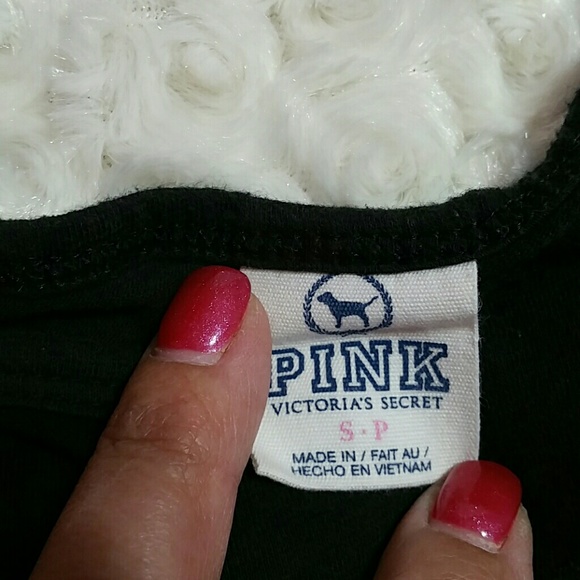 PINK
VICTORIA'S SECRET
S·P
MADE IN / FAIT AU /
HECHO EN VIETNAM